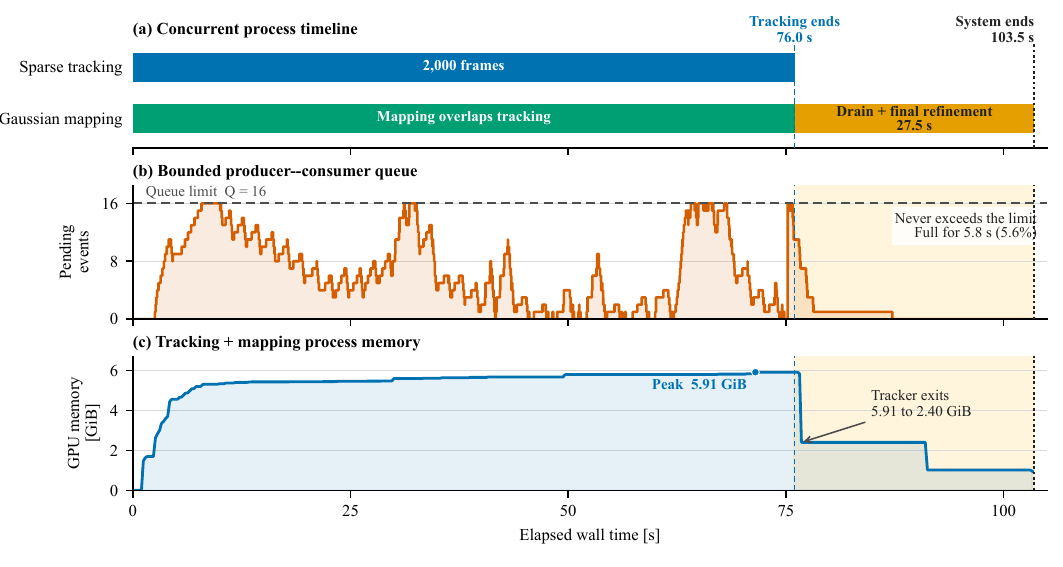 (a) Concurrent process timeline
Tracking ends
76.0 s
System ends
103.5 s
Sparse tracking
2,000 frames
Gaussian mapping
Mapping overlaps tracking
Drain + final refinement
27.5 s
(b) Bounded producer--consumer queue
Queue limit Q = 16
Pending
events
16
8
0
Never exceeds the limit
Full for 5.8 s (5.6%)
(c) Tracking + mapping process memory
GPU memory
[GiB]
6
4
2
0
Peak 5.91 GiB
Tracker exits
5.91 to 2.40 GiB
0
25
50
75
100
Elapsed wall time [s]